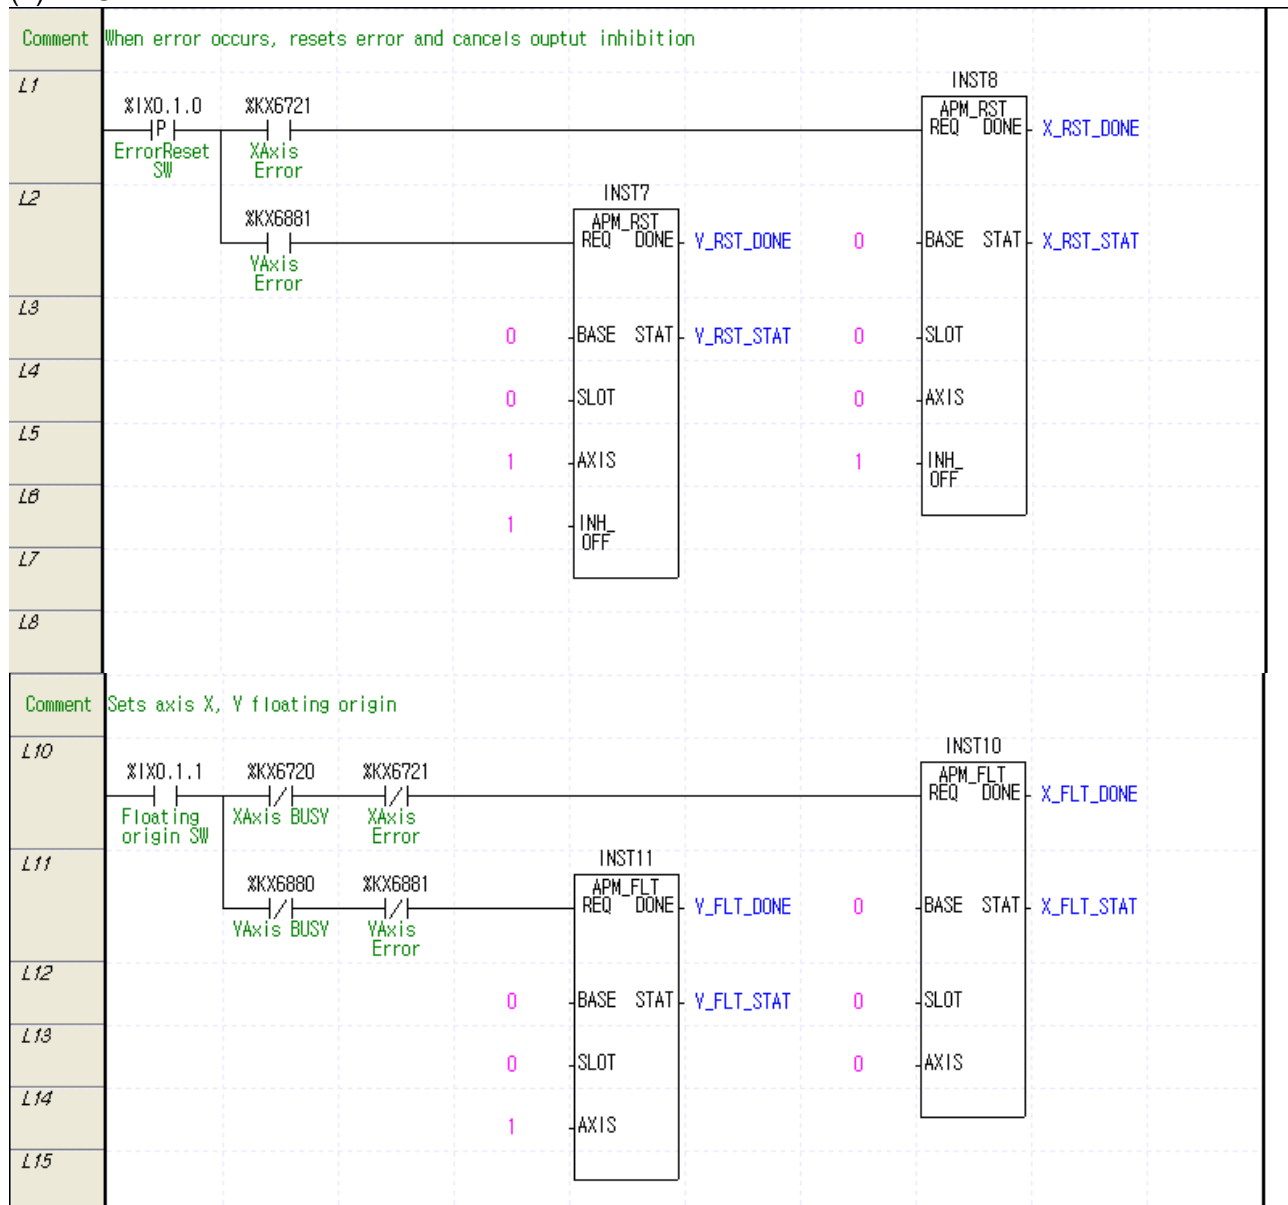 Comment When error occurs, resets error and cancels ouptut inhibition
L1
INST8
%IX0.1.0 %KX6721 APM_RST
P REQ DONE X_RST_DONE
ErrorReset SW
XAxis Error
L2
INST7
%KX6881 APM_RST
REQ DONE Y_RST_DONE 0 BASE STAT X_RST_STAT
YAxis Error
L3
0 BASE STAT Y_RST_STAT 0 SLOT
L4
0 SLOT 0 AXIS
L5
1 AXIS 1 INH_OFF
L6
1 INH_OFF
L7
L8
Comment Sets axis X, Y floating origin
L10
INST10
%IX0.1.1 %KX6720 %KX6721 APM_FLT
REQ DONE X_FLT_DONE
Floating origin SW
XAxis BUSY
XAxis Error
L11
INST11
%KX6880 %KX6881 APM_FLT
REQ DONE Y_FLT_DONE 0 BASE STAT X_FLT_STAT
YAxis BUSY
YAxis Error
L12
0 BASE STAT Y_FLT_STAT 0 SLOT
L13
0 SLOT 0 AXIS
L14
1 AXIS
L15